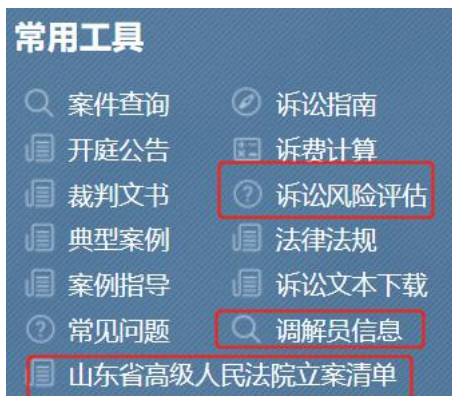 常用工具
案件查询 诉讼指南
开庭公告 诉费计算
裁判文书 诉讼风险评估
典型案例 法律法规
案例指导 诉讼文本下载
常见问题 调解员信息
山东省高级人民法院立案清单